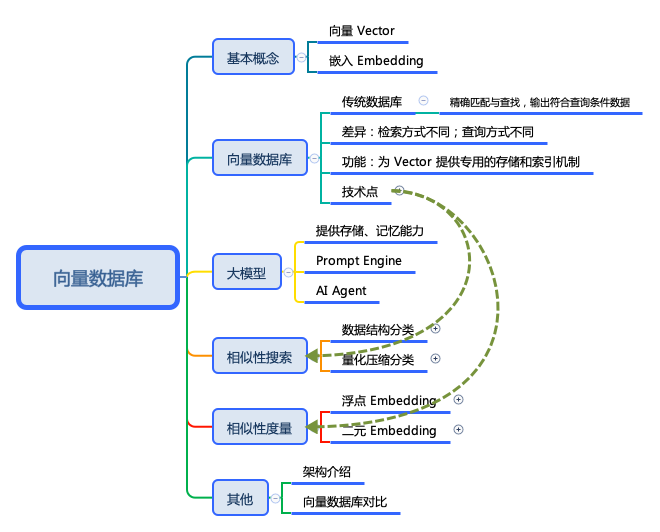 向量 Vector
基本概念
嵌入 Embedding
传统数据库
精确匹配与查找，输出符合查询条件数据
差异：检索方式不同；查询方式不同
向量数据库
功能：为 Vector 提供专用的存储和索引机制
技术点
提供存储、记忆能力
大模型
Prompt Engine
向量数据库
AI Agent
数据结构分类
相似性搜索
量化压缩分类
浮点 Embedding
相似性度量
二元 Embedding
架构介绍
其他
向量数据库对比